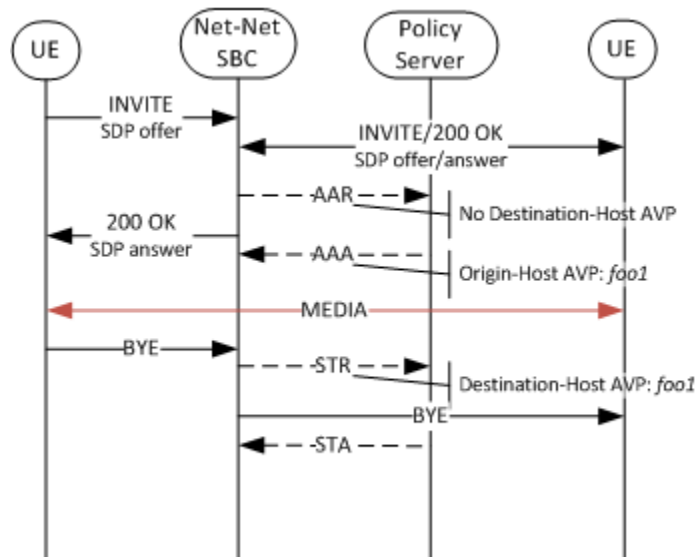 UE
Net-Net
SBC
Policy
Server
UE
INVITE
SDP offer
INVITE/200 OK
SDP offer/answer
AAR
No Destination-Host AVP
200 OK
SDP answer
AAA
Origin-Host AVP: foo1
MEDIA
BYE
STR
Destination-Host AVP: foo1
BYE
STA